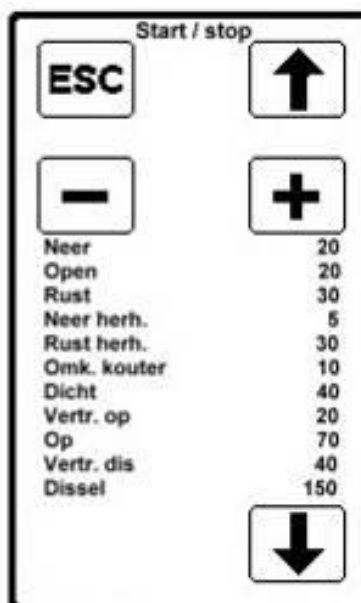 Start / stop
ESC
Neer 20
Open 20
Rust 30
Neer herh. 5
Rust herh. 30
Omk. kouter 10
Dicht 40
Vertr. op 20
Op 70
Vertr. dis 40
Dissel 150